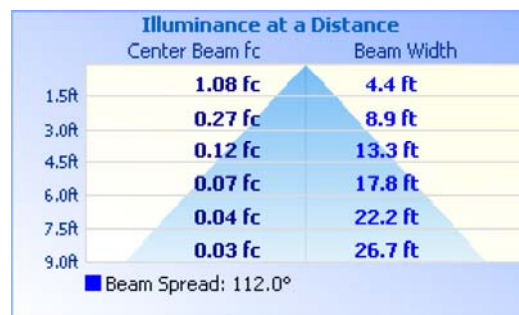 Illuminance at a Distance
Center Beam fc Beam Width
1.08 fc 4.4 ft
1.5ft
0.27 fc 8.9 ft
3.0ft
0.12 fc 13.3 ft
4.5ft
0.07 fc 17.8 ft
6.0ft
0.04 fc 22.2 ft
7.5ft
0.03 fc 26.7 ft
9.0ft
Beam Spread: 112.0°